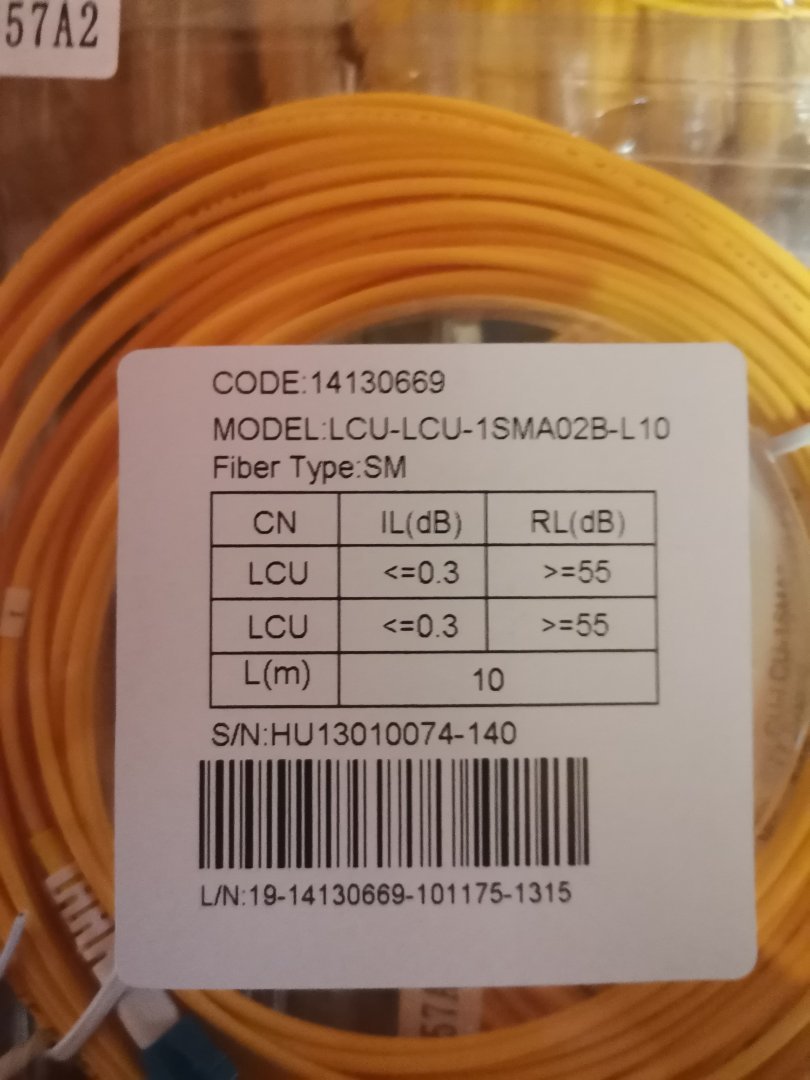 57A2
CODE:14130669
MODEL:LCU-LCU-1SMA02B-L10
Fiber Type:SM
CN IL(dB) RL(dB)
LCU <=0.3 >=55
LCU <=0.3 >=55
L(m) 10
S/N:HU13010074-140
L/N:19-14130669-101175-1315
57A